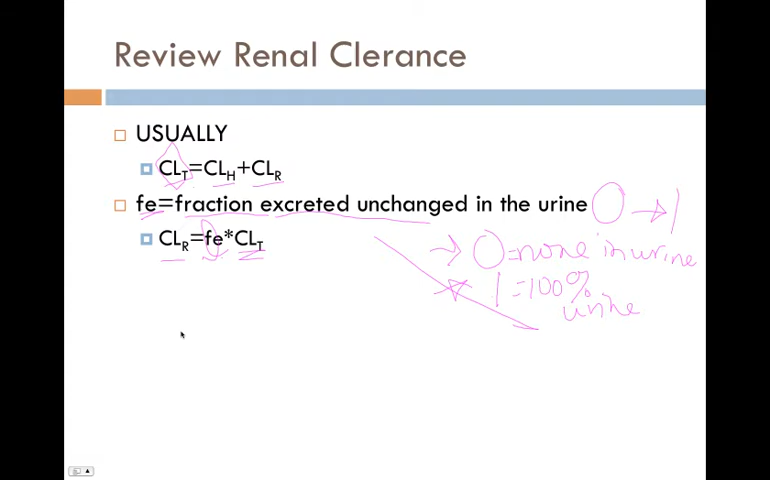 Review Renal Clerance
USUALLY
CLT=CLH+CLR
fe=fraction excreted unchanged in the urine 0 → 1
CLR=fe*CLT
→ 0=none in urine
1=100%
urine